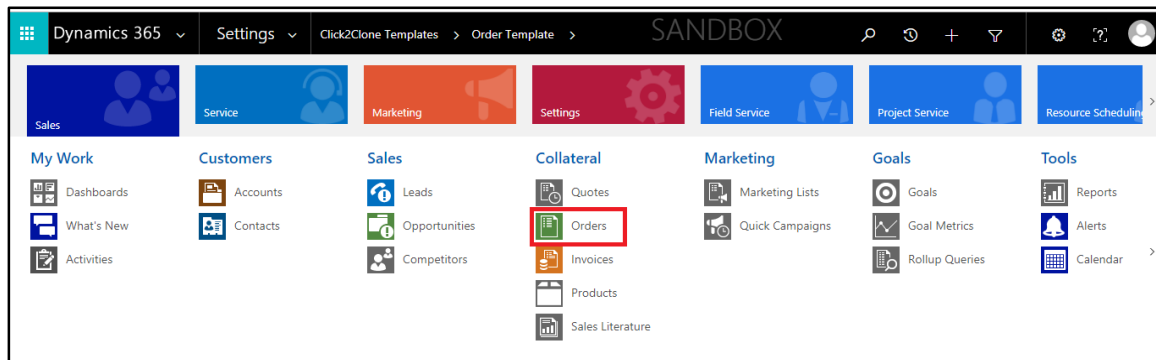 Dynamics 365 Settings Click2Clone Templates > Order Template > SANDBOX [?]
Sales Service Marketing Settings Field Service Project Service Resource Scheduling
My Work Customers Sales Collateral Marketing Goals Tools
Dashboards Accounts Leads Quotes Marketing Lists Goals Reports
What's New Contacts Opportunities Orders Quick Campaigns Goal Metrics Alerts
Activities Competitors Invoices Rollup Queries Calendar
Products
Sales Literature